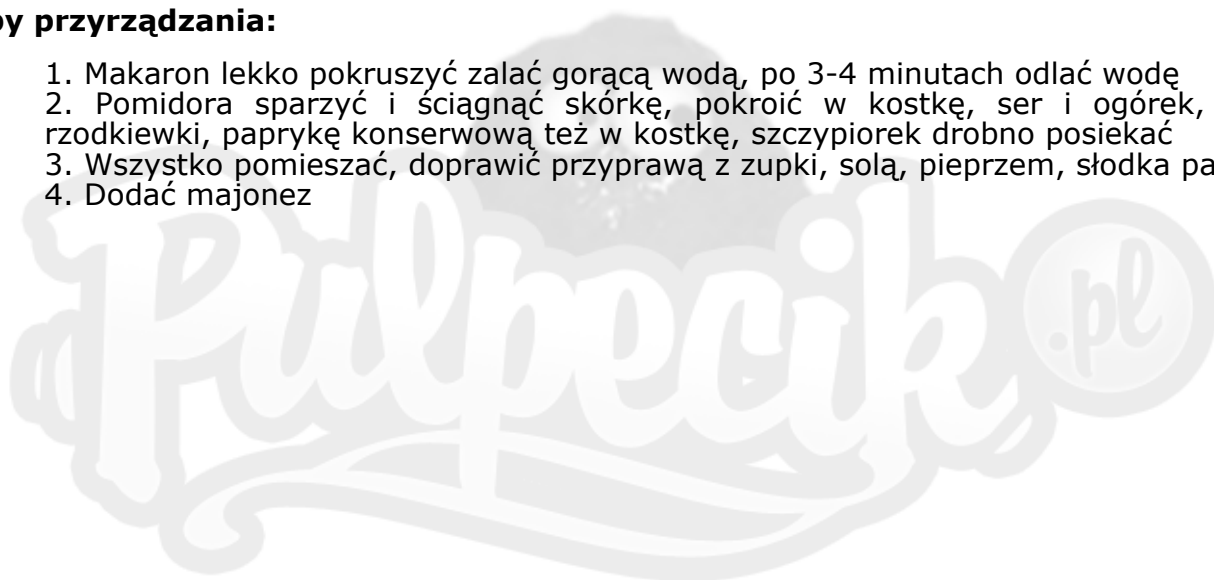 przyrządzania:
1. Makaron lekko pokruszyć zalać gorącą wodą, po 3-4 minutach odlać wodę
2. Pomidora sparzyć i ściągnąć skórkę, pokroić w kostkę, ser i ogórek,
rzodkiewki, paprykę konserwową też w kostkę, szczypiorek drobno posiekać
3. Wszystko pomieszać, doprawić przyprawą z zupki, solą, pieprzem, słodka
4. Dodać majonez
Pulpecik.pl